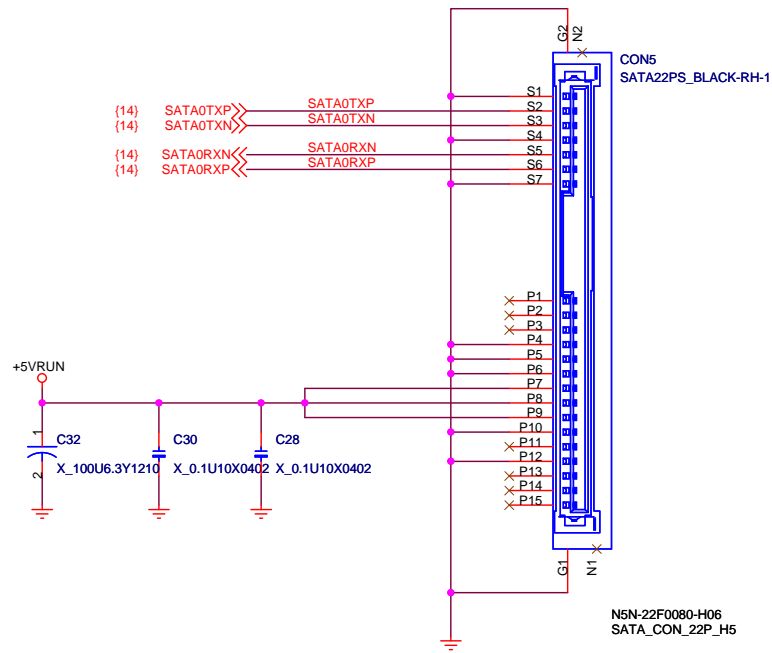 G2
N2
CON5
SATA22PS_BLACK-RH-1
S1
{14} SATA0TXP SATA0TXP S2
{14} SATA0TXN SATA0TXN S3
S4
{14} SATA0RXN SATA0RXN S5
{14} SATA0RXP SATA0RXP S6
S7
P1
P2
P3
P4
P5
P6
+5VRUN
P7
P8
P9
P10
P11
P12
P13
P14
P15
1
2
C32
X_100U6.3Y1210
C30
X_0.1U10X0402
C28
X_0.1U10X0402
G1
N1
N5N-22F0080-H06
SATA_CON_22P_H5